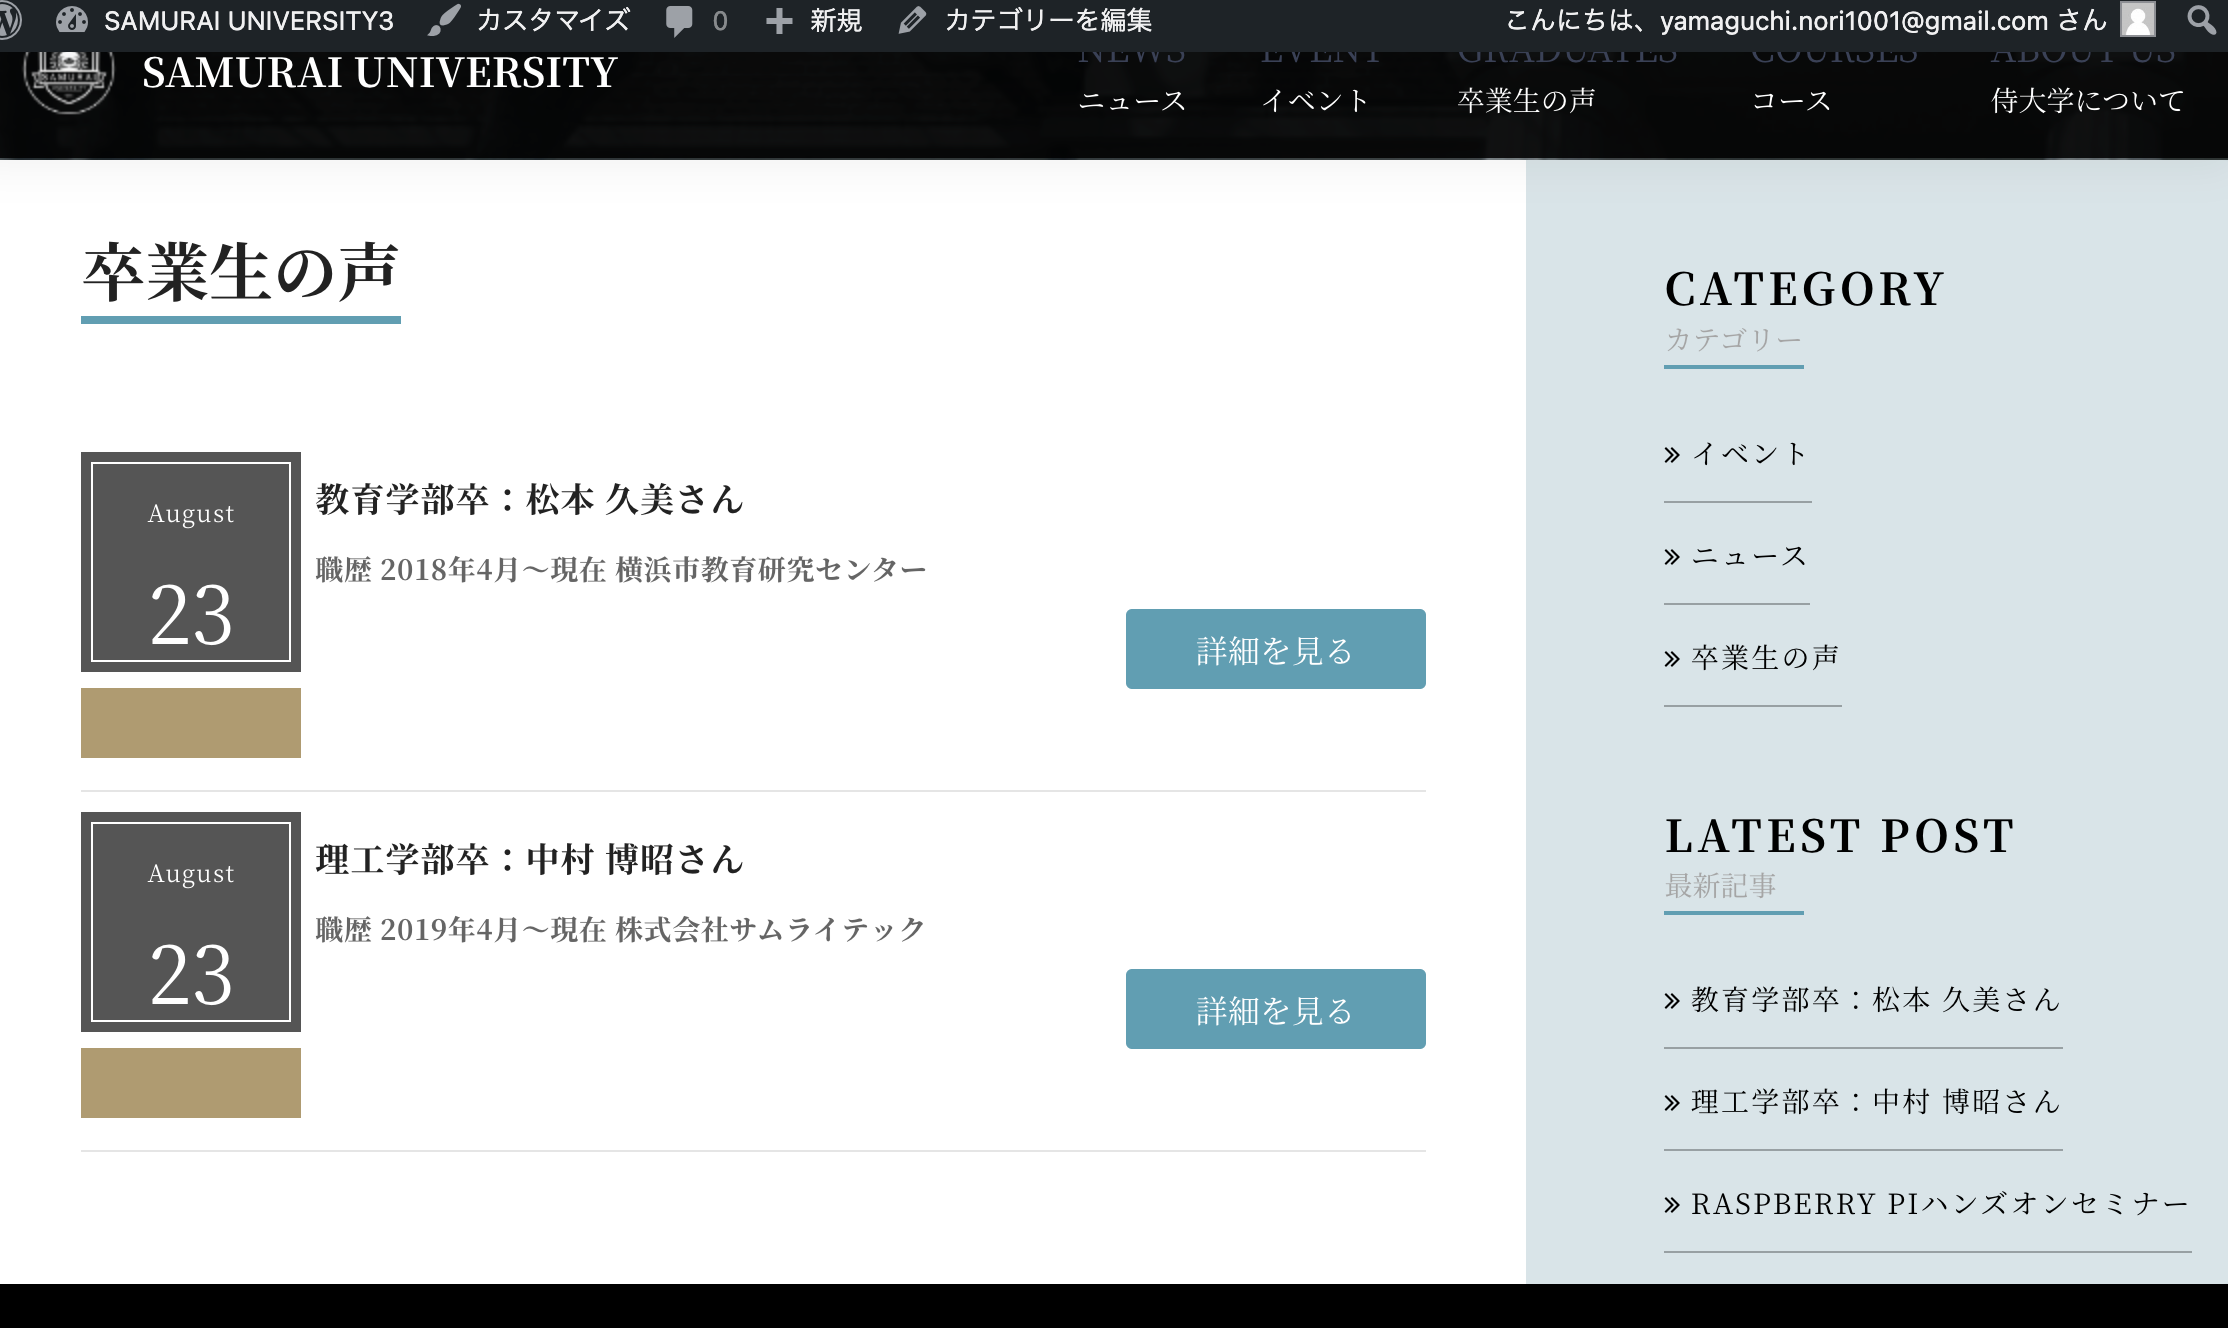 SAMURAI UNIVERSITY3 カスタマイズ 0 新規 カテゴリーを編集 こんにちは、yamaguchi.nori1001@gmail.com さん
SAMURAI
SAMURAI UNIVERSITY
NEWS EVENT GRADUATES COURSES ABOUT US
ニュース イベント 卒業生の声 コース 侍大学について
卒業生の声
August
23
教育学部卒：松本 久美さん
職歴 2018年4月〜現在 横浜市教育研究センター
詳細を見る
August
23
理工学部卒：中村 博昭さん
職歴 2019年4月〜現在 株式会社サムライテック
詳細を見る
CATEGORY
カテゴリー
» イベント
» ニュース
» 卒業生の声
LATEST POST
最新記事
» 教育学部卒：松本 久美さん
» 理工学部卒：中村 博昭さん
» RASPBERRY PIハンズオンセミナー